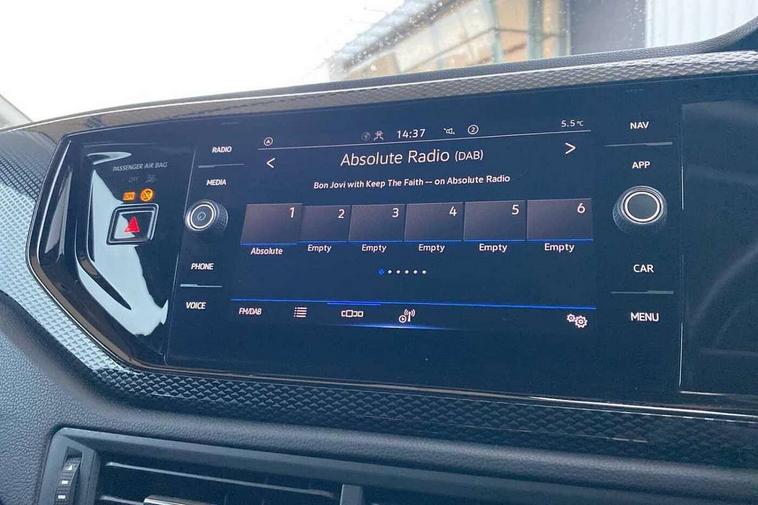 PASSENGER AIR BAG
OFF
ON
RADIO
MEDIA
PHONE
VOICE
14:37
2
5.5 °C
< Absolute Radio (DAB) >
Bon Jovi with Keep The Faith -- on Absolute Radio
1 2 3 4 5 6
Absolute Empty Empty Empty Empty Empty
FM/DAB
NAV
APP
CAR
MENU